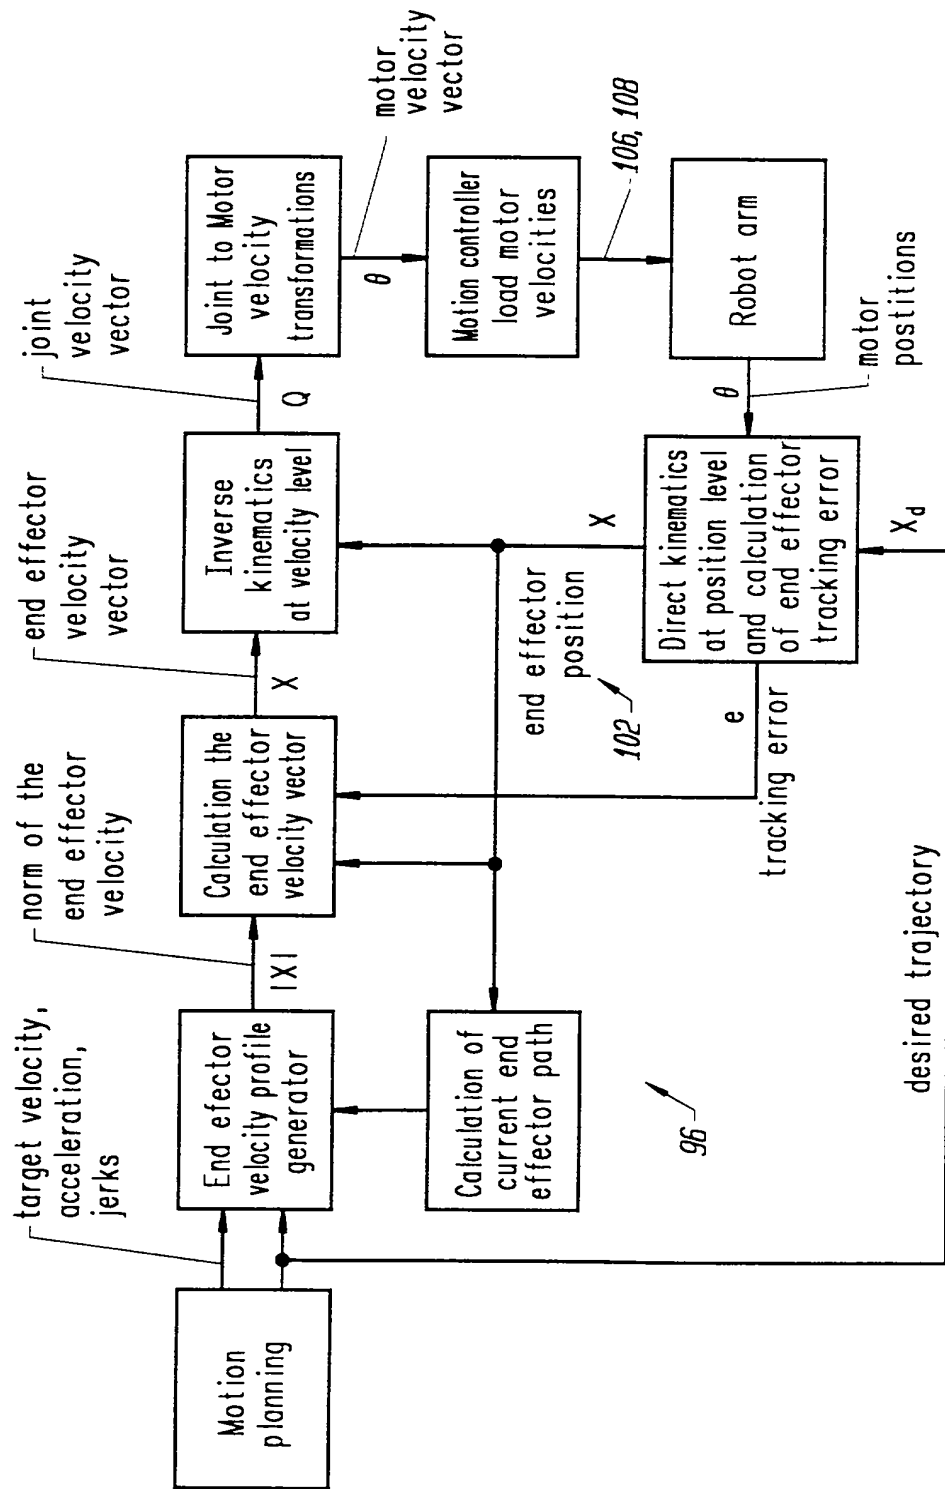 target velocity,
acceleration,
jerks
norm of the
end effector
velocity
end effector
velocity
vector
joint
velocity
vector
Motion
planning
End efector
velocity profile
generator
|X|
Calculation the
end effector
velocity vector
X
Inverse
kinematics
at velocity level
Q
Joint to Motor
velocity
transformations
θ
motor
velocity
vector
Calculation of
current end
effector path
end effector
position
102
X
Motion controller
load motor
velocities
106, 108
96
tracking error
e
Direct kinematics
at position level
and calculation
of end effector
tracking error
θ
motor
postitions
Robot arm
desired trajectory
Xd